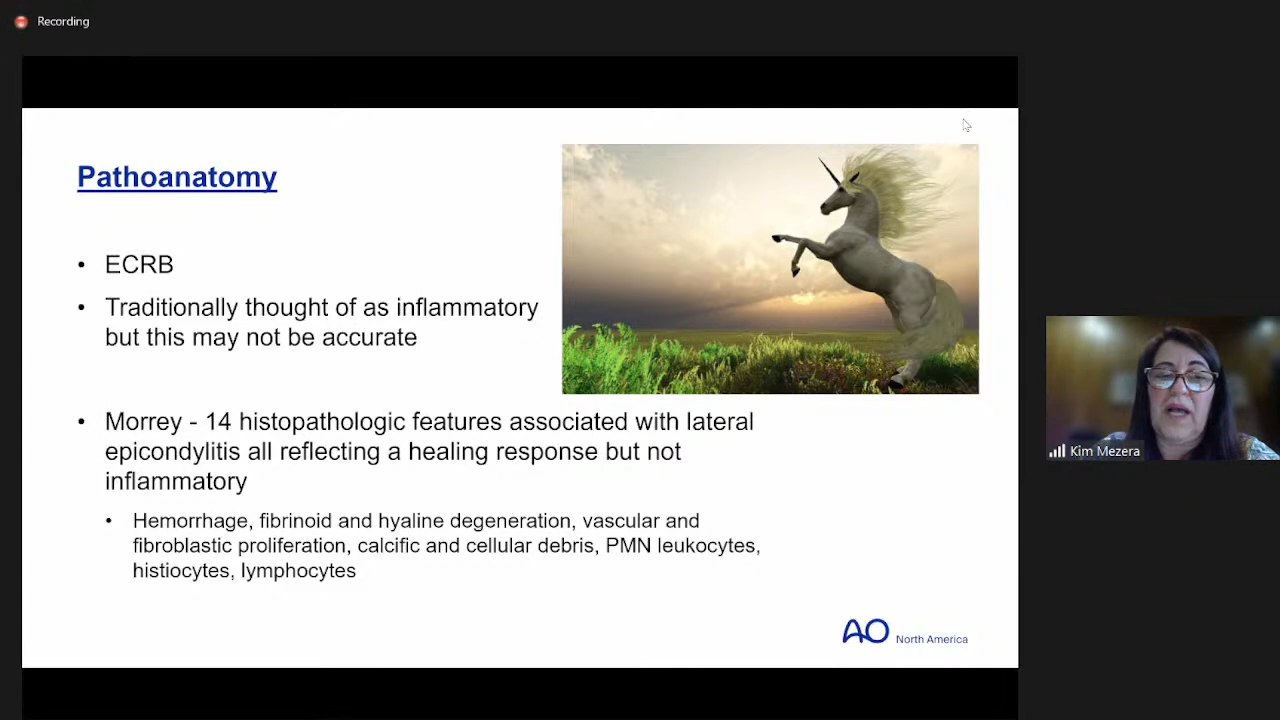 Recording
Pathoanatomy
• ECRB
• Traditionally thought of as inflammatory
but this may not be accurate
• Morrey - 14 histopathologic features associated with lateral
epicondylitis all reflecting a healing response but not
inflammatory
• Hemorrhage, fibrinoid and hyaline degeneration, vascular and
fibroblastic proliferation, calcific and cellular debris, PMN leukocytes,
histiocytes, lymphocytes
AO North America
Kim Mezera